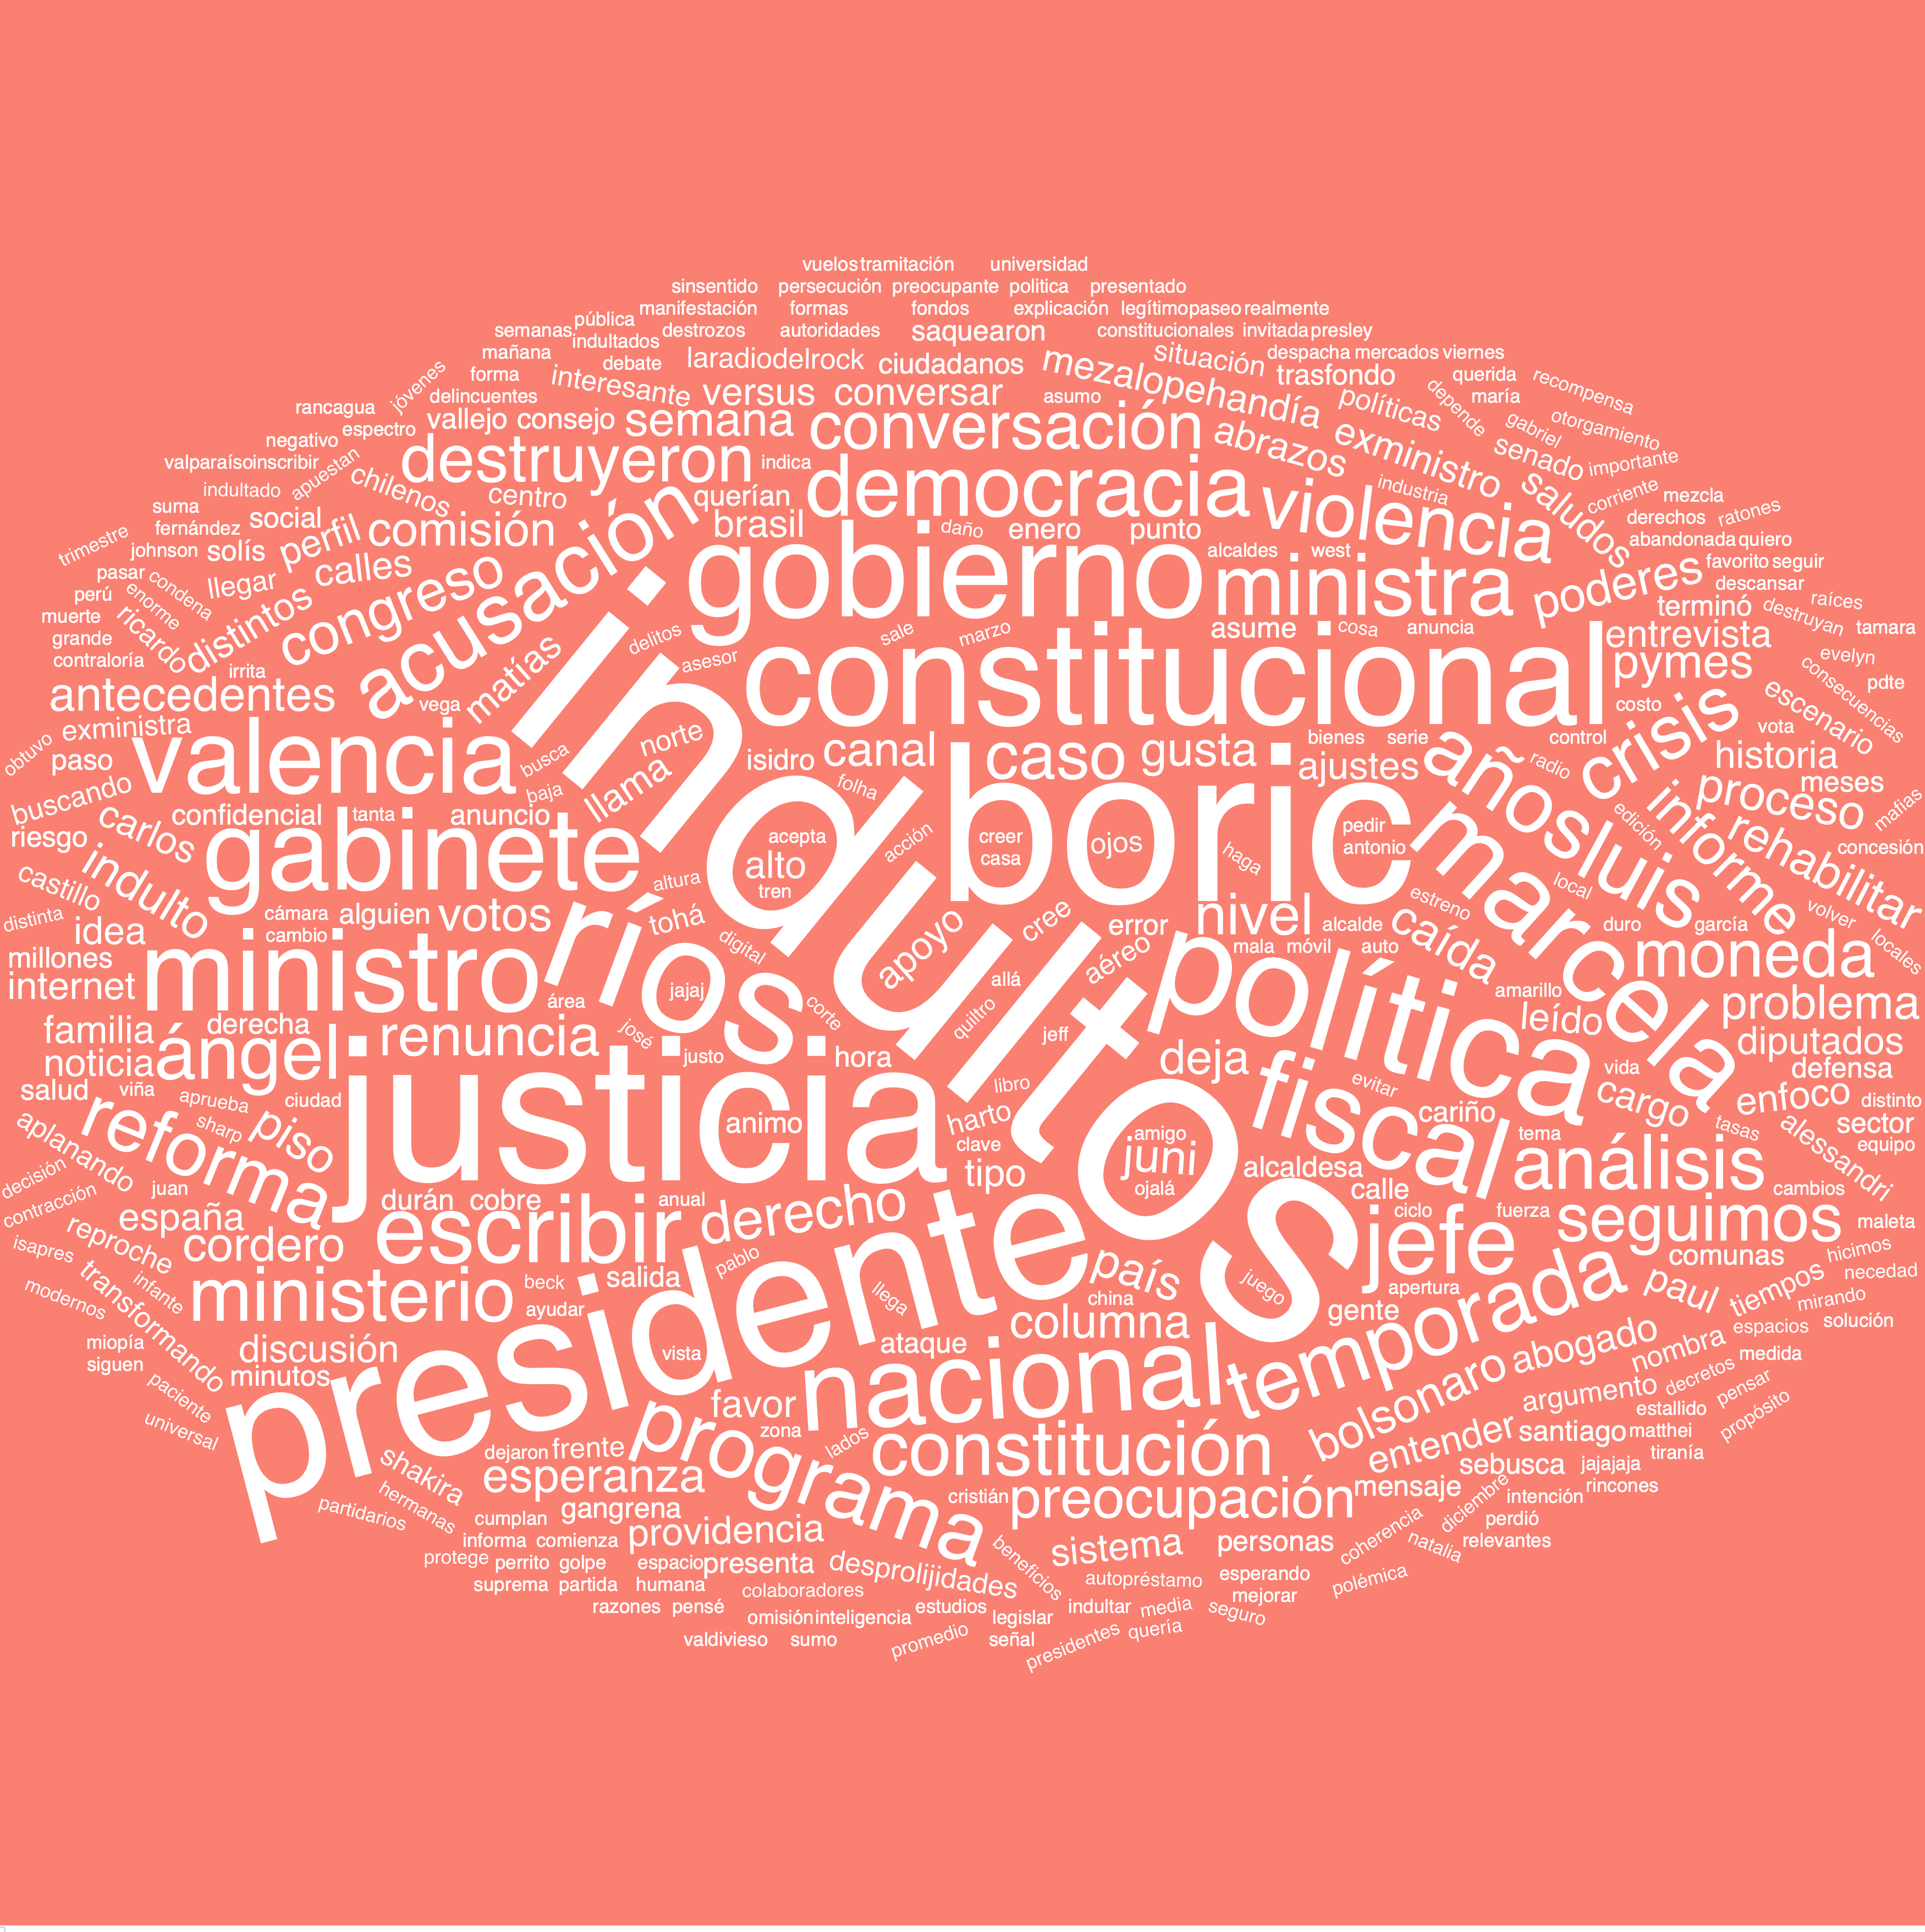 vuelos tramitación universidad
sinsentido persecución preocupante politica presentado
manifestación formas fondos explicación legítimo paseo realmente
pública
semanas destrozos autoridades saquearon constitucionales invitada presley
indultados
mañana debate laradiodelrock ciudadanos mezalopehandía situación despacha mercados viernes
forma interesante trasfondo querida recompensa
jóvenes delincuentes versus conversar asumo políticas depende maría
rancagua vallejo consejo semana conversación abrazos exministro gabriel otorgamiento
espectro
negativo senado
valparaíso inscribir apuestan destruyeron indica importante
indultado chilenos centro querían democracia violencia industria saludos corriente mezcla
suma
fernández social comisión acusación brasil daño enero punto derechos ratones
trimestre johnson solís perfil alcaldes west abandonada quiero
pasar condena llegar calles gobierno ministra poderes favorito seguir
perú enorme distintos congreso descansar
muerte ricardo terminó destruyan raíces
grande delitos sale marzo asume cosa anuncia entrevista tamara
contraloría irrita matías asesor constitucional pymes evelyn
antecedentes vega costo escenario consecuencias pdte
exministra norte bienes serie control vota
obtuvo paso valencia busca isidro canal caso gusta ajustes años radio crisis historia
buscando baja llama folha proceso meses
confidencial tanta anuncio indultos boric marcela luis edición informe rehabilitar mafias
riesgo carlos gabinete acepta acción creer ojos pedir
casa antonio concesión
castillo indulto alto haga local
tren altura estreno volver
distinta cámara alguien votos ríos tohá apoyo cree error nivel alcalde caída duro garcía locales
idea cambio digital aéreo mala móvil auto moneda
millones
internet ministro área jajaj corte allá quiltro política amarillo problema
familia derecha renuncia josé jeff leído diputados
noticia ángel justo hora deja vida defensa
salud viña aprueba ciudad justicia libro fiscal evitar cargo enfoco distinto
aplanando reforma sharp piso animo harto cariño tasas sector
clave amigo tema alessandri equipo
decisión juan tipo juni alcaldesa análisis
contracción durán cobre anual ojalá calle cambios
reproche españa escribir derecho presidente ciclo fuerza seguimos maleta
isapres cordero jefe comunas hicimos
modernos transformando infante ministerio beck salida pablo país juego apertura necedad
ayudar llega china temporada paul tiempos mirando
miopía discusión columna gente espacios solución
siguen minutos vista ataque nacional bolsonaro abogado nombra medida
paciente favor argumento decretos pensar
universal zona estallido propósito
shakira dejaron frente programa lados constitución entender santiago matthei
tiranía
hermanas esperanza sebusca jajajaja
partidarios gangrena cristián preocupación mensaje diciembre intención rincones
cumplan perdió
informa comienza providencia sistema personas coherencia natalia relevantes
protege perrito golpe espacio presenta desprolijidades beneficios
suprema partida humana colaboradores autopréstamo esperando polémica
razones pensé estudios indultar media mejorar
omisión inteligencia legislar seguro
valdivieso sumo promedio señal presidentes quería